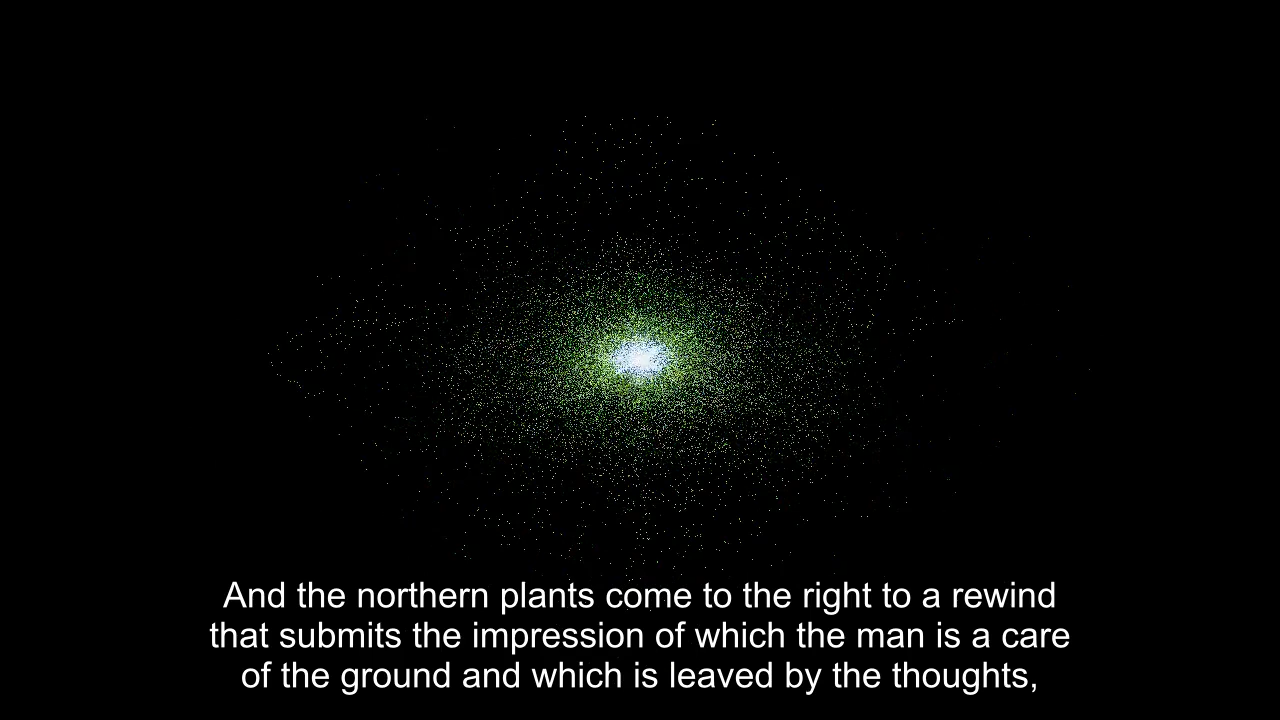 And the northern plants come to the right to a rewind
that submits the impression of which the man is a care
of the ground and which is leaved by the thoughts,